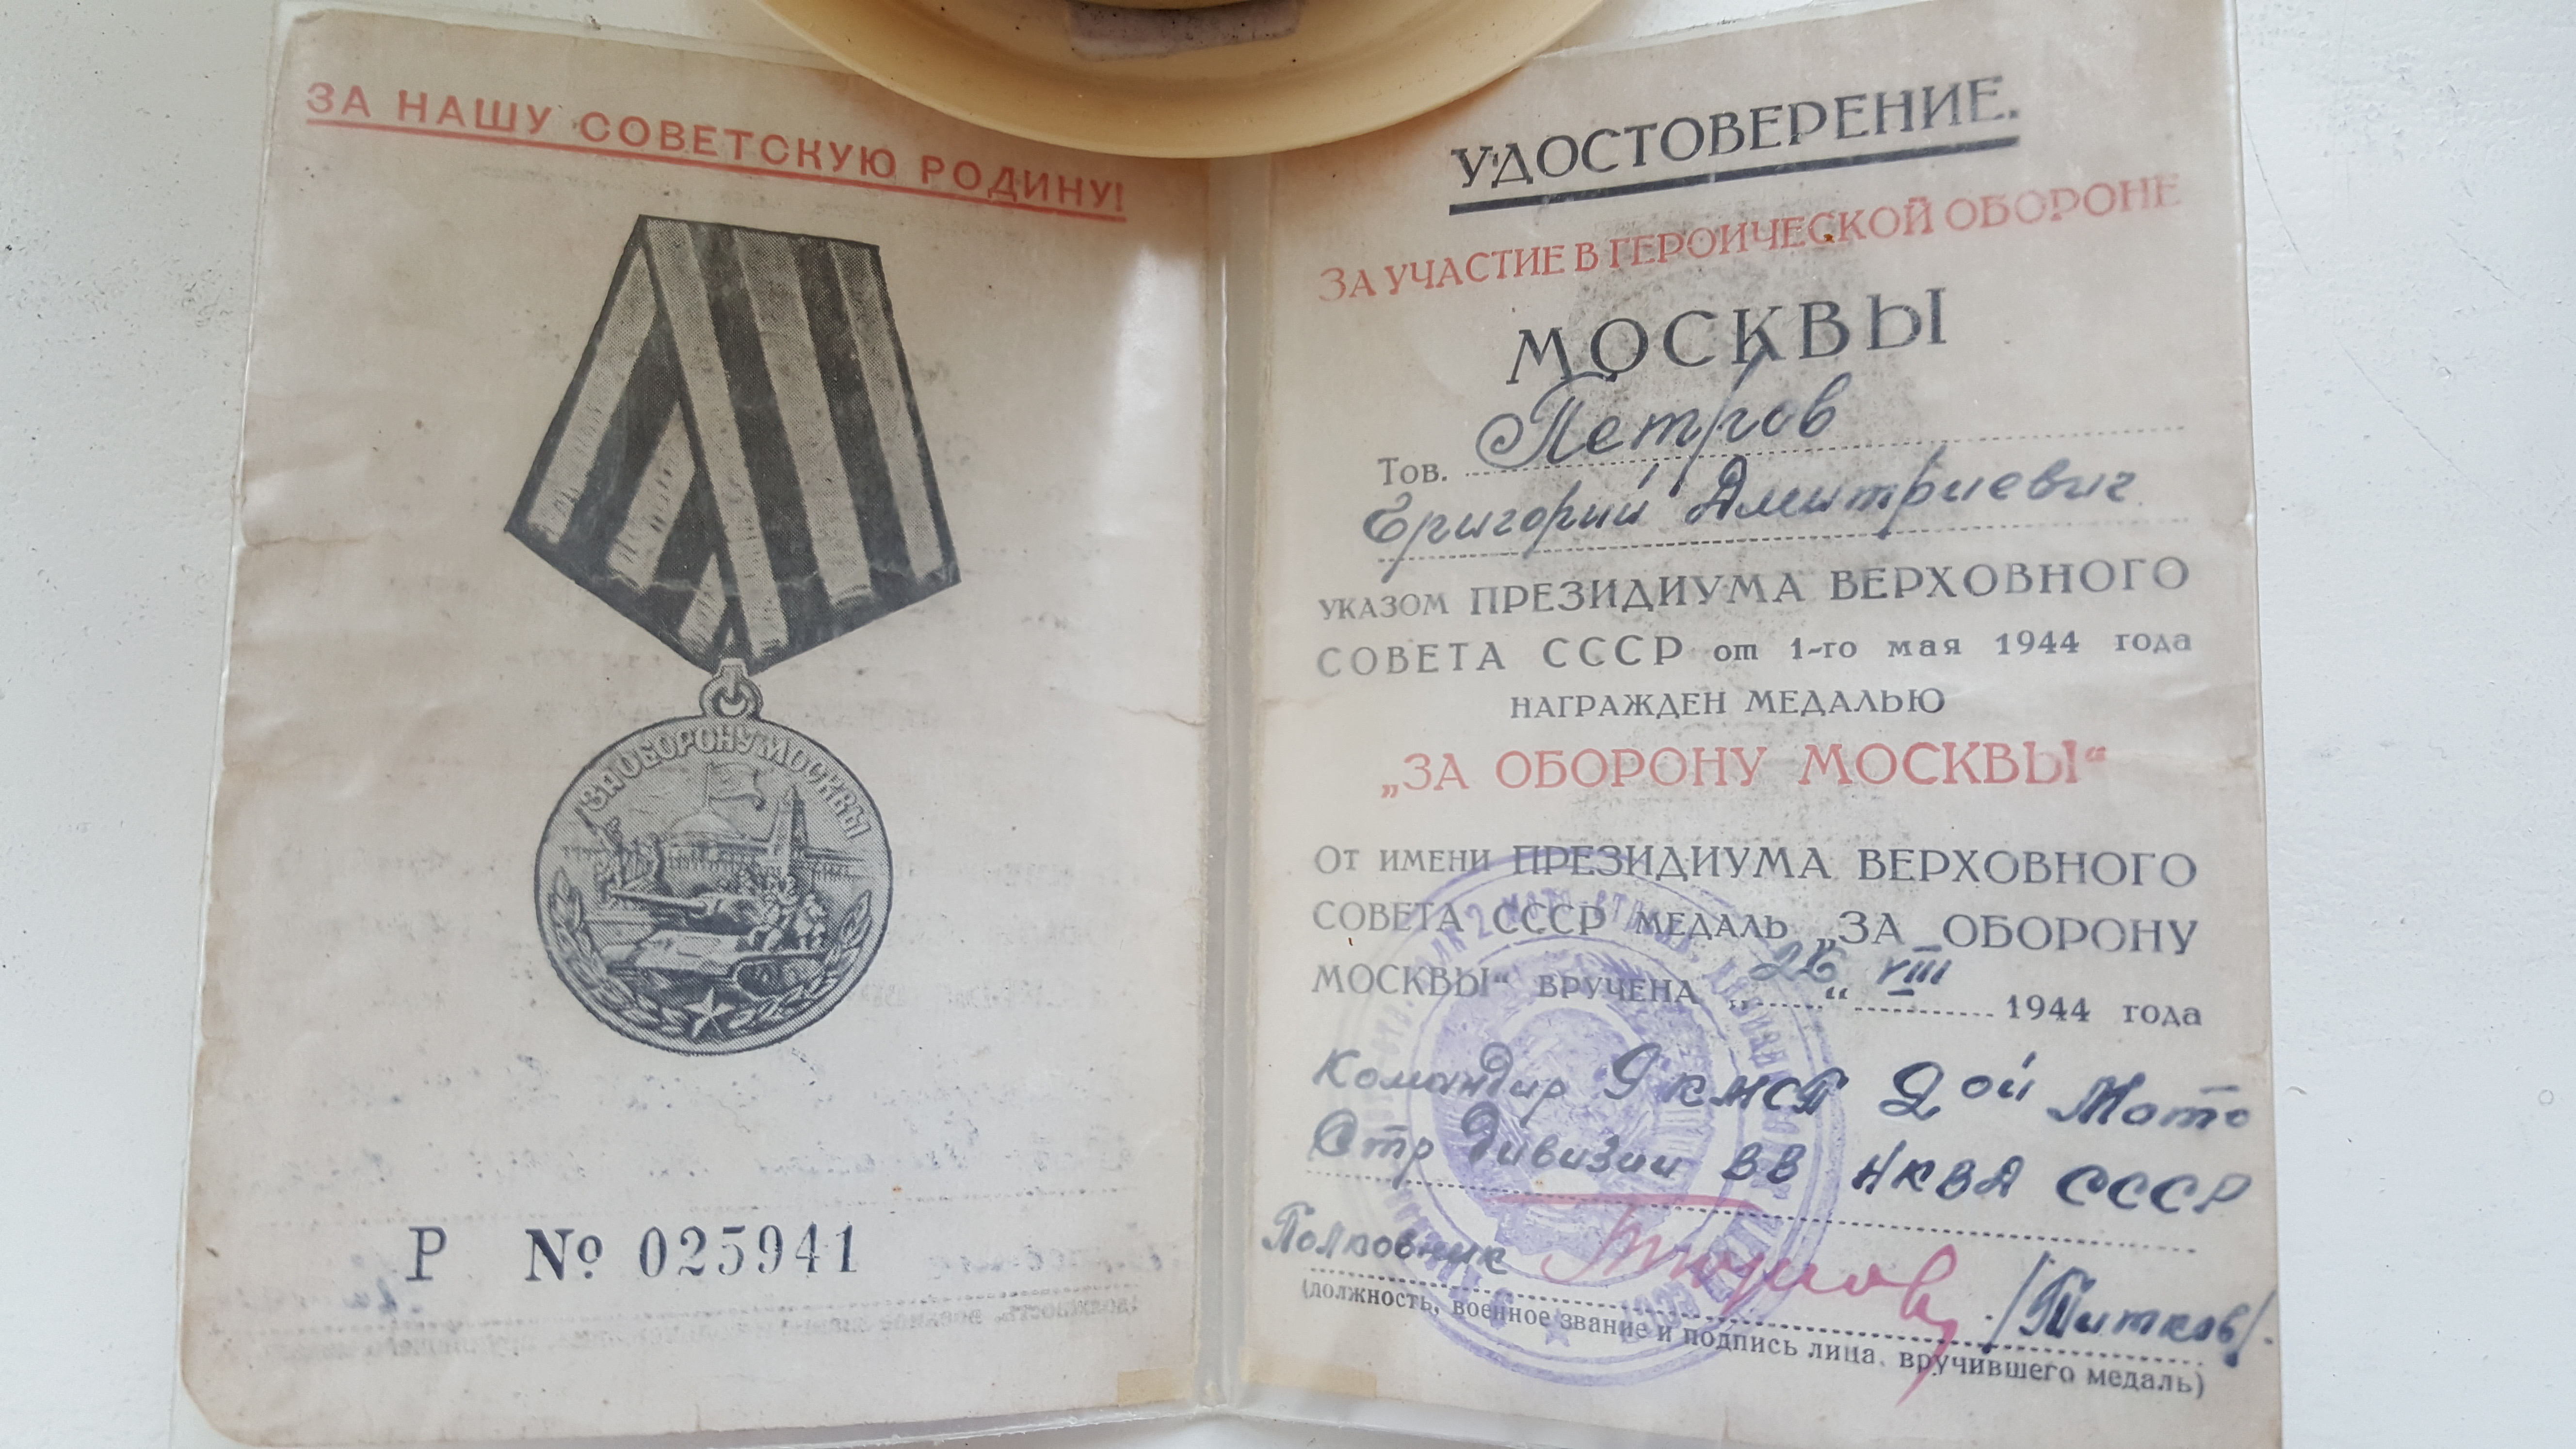 ЗА НАШУ СОВЕТСКУЮ РОДИНУ!
ЗА ОБОРОНУ МОСКВЫ
Р № 025941
УДОСТОВЕРЕНИЕ.
ЗА УЧАСТИЕ В ГЕРОИЧЕСКОЙ ОБОРОНЕ
МОСКВЫ
Тов. Петров
Григорий Дмитриевич
УКАЗОМ ПРЕЗИДИУМА ВЕРХОВНОГО
СОВЕТА СССР от 1-го мая 1944 года
НАГРАЖДЕН МЕДАЛЬЮ
„ЗА ОБОРОНУ МОСКВЫ“
От имени ПРЕЗИДИУМА ВЕРХОВНОГО
СОВЕТА СССР МЕДАЛЬ „ЗА ОБОРОНУ
МОСКВЫ“ ВРУЧЕНА „26“ VIII 1944 года
Командир 2ой Мото
Стр дивизии ВВ НКВД СССР
Полковник /Титков/.
(должность, военное звание и подпись лица, вручившего медаль)